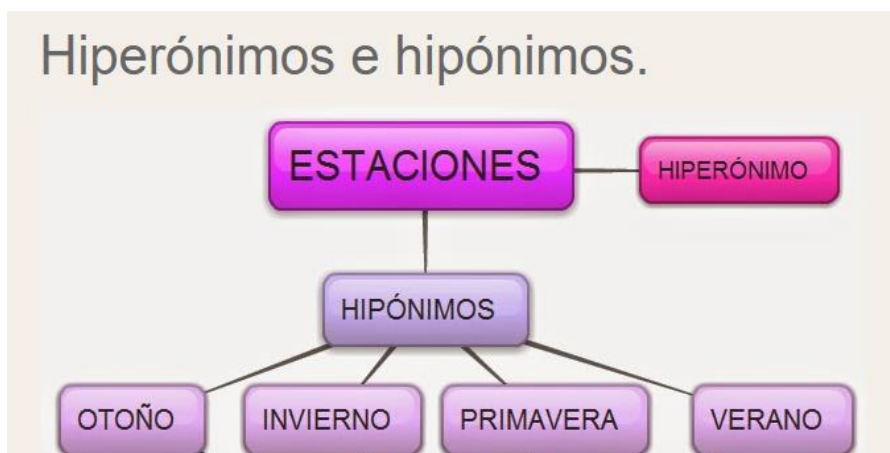 Hiperónimos e hipónimos.
ESTACIONES
HIPERÓNIMO
HIPÓNIMOS
OTOÑO
INVIERNO
PRIMAVERA
VERANO